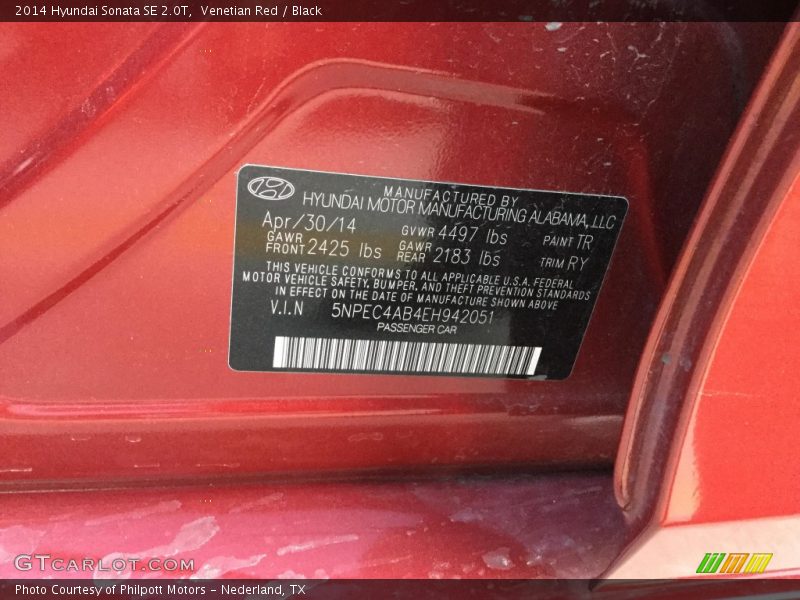 2014 Hyundai Sonata SE 2.0T,  Venetian Red / Black
MANUFACTURED BY
HYUNDAI MOTOR MANUFACTURING ALABAMA, LLC
Apr/30/14 GVWR 4497 lbs PAINT TR
GAWR FRONT 2425 lbs GAWR REAR 2183 lbs TRIM RY
THIS VEHICLE CONFORMS TO ALL APPLICABLE U.S.A. FEDERAL
MOTOR VEHICLE SAFETY, BUMPER, AND THEFT PREVENTION STANDARDS
IN EFFECT ON THE DATE OF MANUFACTURE SHOWN ABOVE
V.I.N 5NPEC4AB4EH942051
PASSENGER CAR
GTCARLOT.COM
Photo Courtesy of Philpott Motors - Nederland, TX